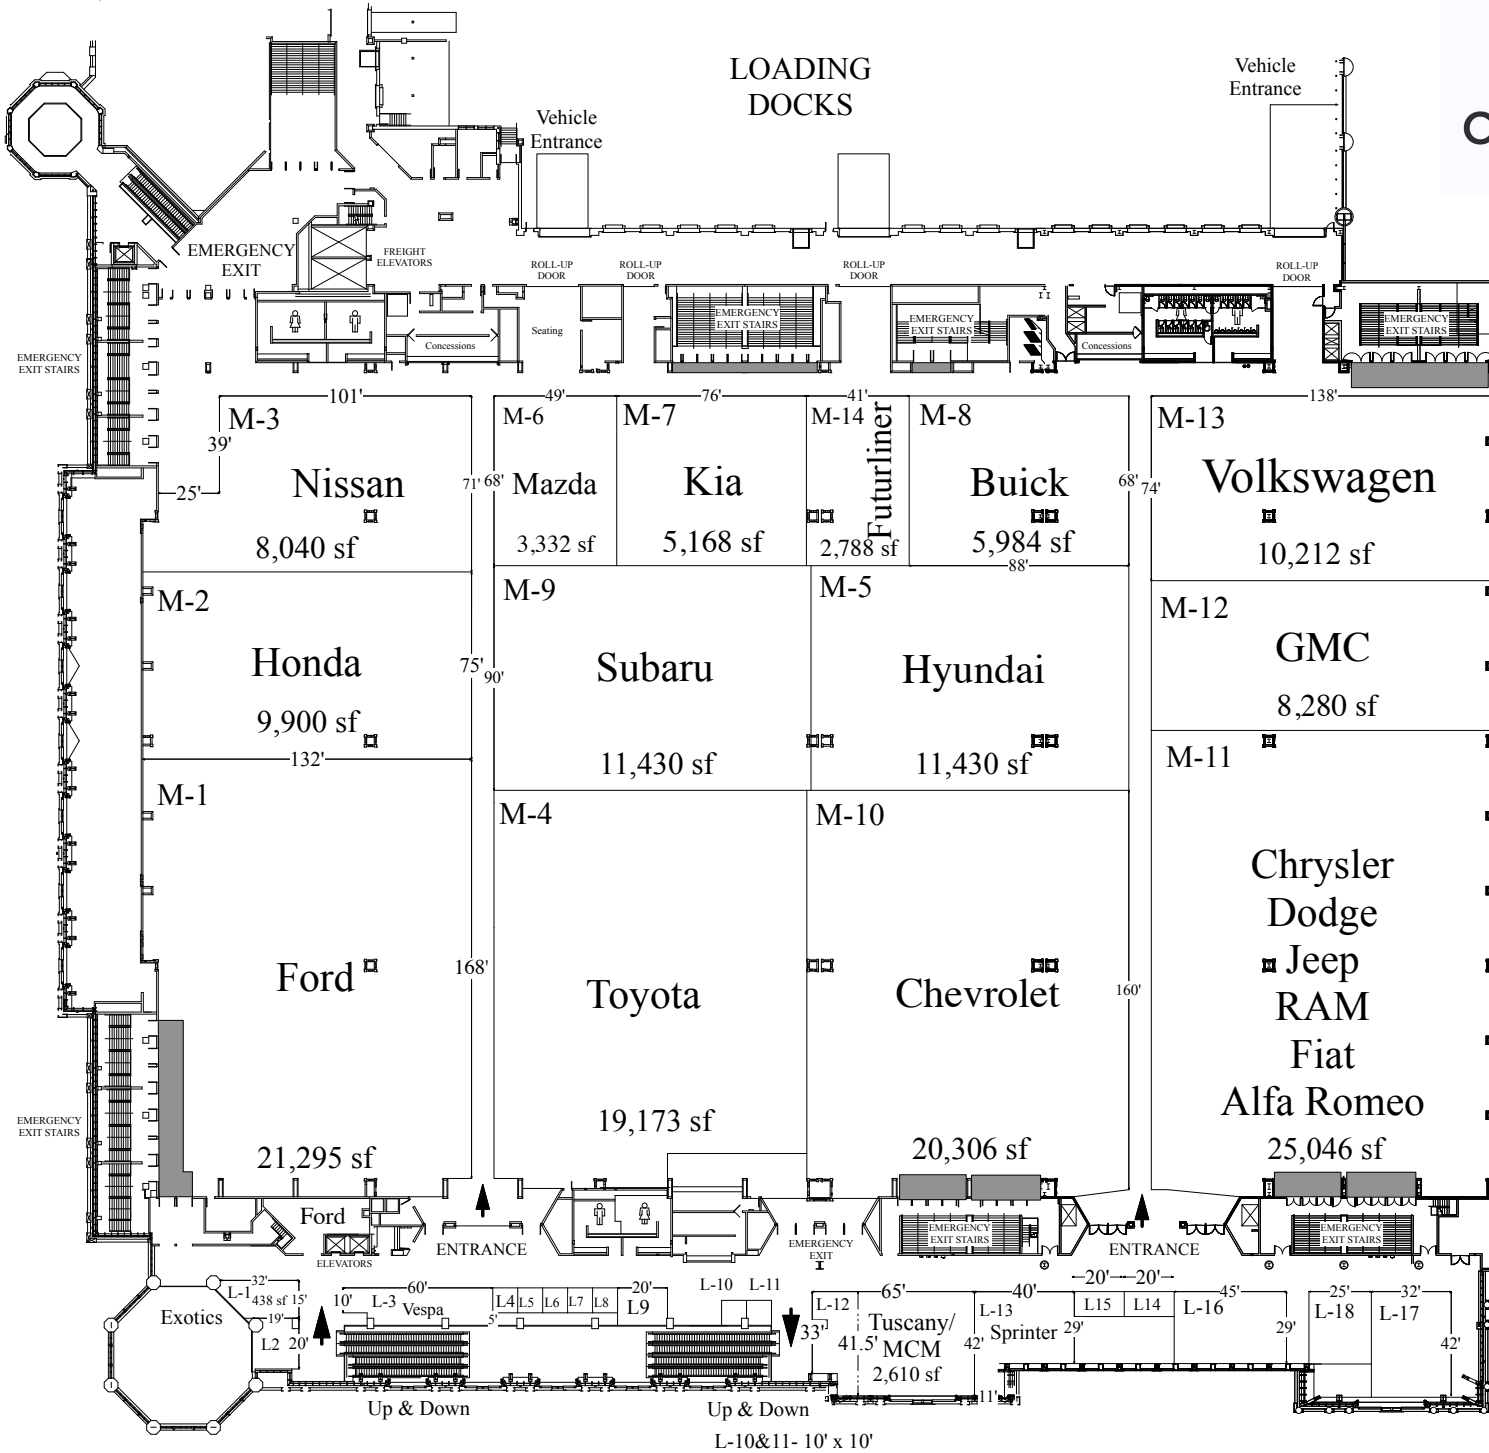 LOADING
DOCKS
Vehicle
Entrance
Vehicle
Entrance
C
EMERGENCY
EXIT
FREIGHT
ELEVATORS
ROLL-UP
DOOR
ROLL-UP
DOOR
ROLL-UP
DOOR
ROLL-UP
DOOR
EMERGENCY
EXIT STAIRS
EMERGENCY
EXIT STAIRS
EMERGENCY
EXIT STAIRS
Seating
Concessions
Concessions
EMERGENCY
EXIT STAIRS
101'
49'
76'
41'
138'
M-3
39'
25'
Nissan
8,040 sf
71'
68'
M-6
Mazda
3,332 sf
M-7
Kia
5,168 sf
M-14
Futurliner
2,788 sf
M-8
Buick
5,984 sf
88'
68'
74'
M-13
Volkswagen
10,212 sf
M-2
Honda
9,900 sf
132'
75'
90'
M-9
Subaru
11,430 sf
M-5
Hyundai
11,430 sf
M-12
GMC
8,280 sf
M-1
Ford
168'
21,295 sf
M-4
Toyota
19,173 sf
M-10
Chevrolet
20,306 sf
160'
M-11
Chrysler
Dodge
Jeep
RAM
Fiat
Alfa Romeo
25,046 sf
EMERGENCY
EXIT STAIRS
Ford
ELEVATORS
ENTRANCE
EMERGENCY
EXIT
EMERGENCY
EXIT STAIRS
ENTRANCE
EMERGENCY
EXIT STAIRS
Exotics
32'
L-1
438 sf
15'
19'
L2
20'
10'
60'
L-3
Vespa
L4
L5
L6
L7
L8
5'
20'
L9
L-10
L-11
33'
L-12
65'
41.5'
Tuscany/
MCM
2,610 sf
40'
L-13
Sprinter
42'
11'
20'
20'
L15
L14
29'
L-16
45'
29'
25'
32'
L-18
L-17
42'
Up & Down
Up & Down
L-10&11- 10' x 10'